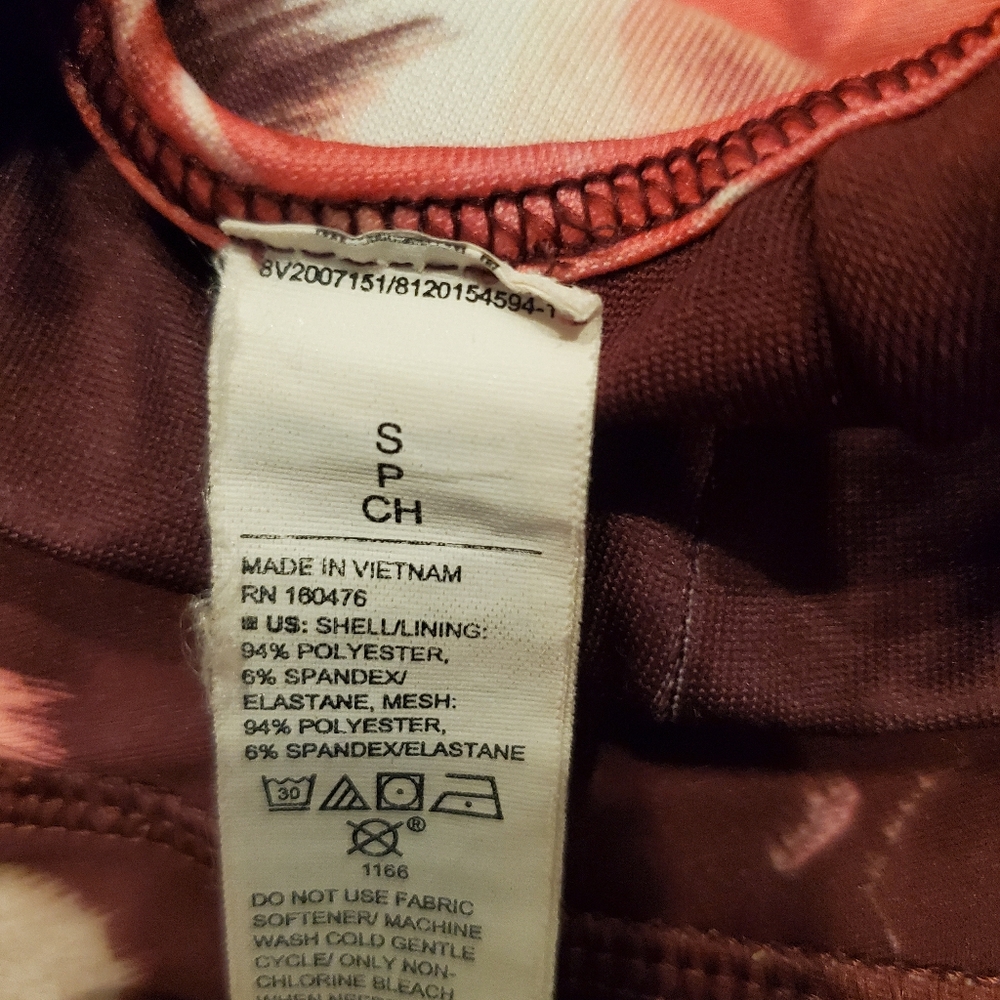 8V2007151/8120154594-1
S
P
CH
MADE IN VIETNAM
RN 160476
US: SHELL/LINING:
94% POLYESTER,
6% SPANDEX/
ELASTANE, MESH:
94% POLYESTER,
6% SPANDEX/ELASTANE
30
®
1166
DO NOT USE FABRIC
SOFTENER/ MACHINE
WASH COLD GENTLE
CYCLE/ ONLY NON-
CHLORINE BLEACH
WHEN